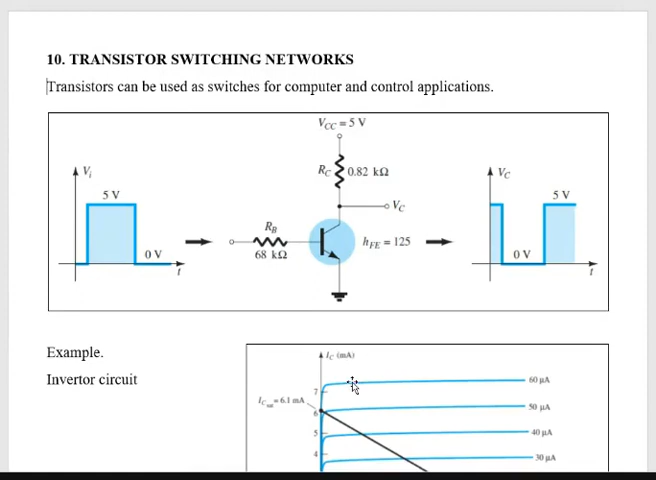 10. TRANSISTOR SWITCHING NETWORKS
Transistors can be used as switches for computer and control applications.
VCC = 5 V
Vi
RC 0.82 kΩ
VC
5 V
5 V
VC
RB
0 V
68 kΩ
hFE = 125
0 V
t
t
Example.
IC (mA)
Invertor circuit
60 μA
7
ICsat = 6.1 mA
50 μA
6
5
40 μA
4
30 μA